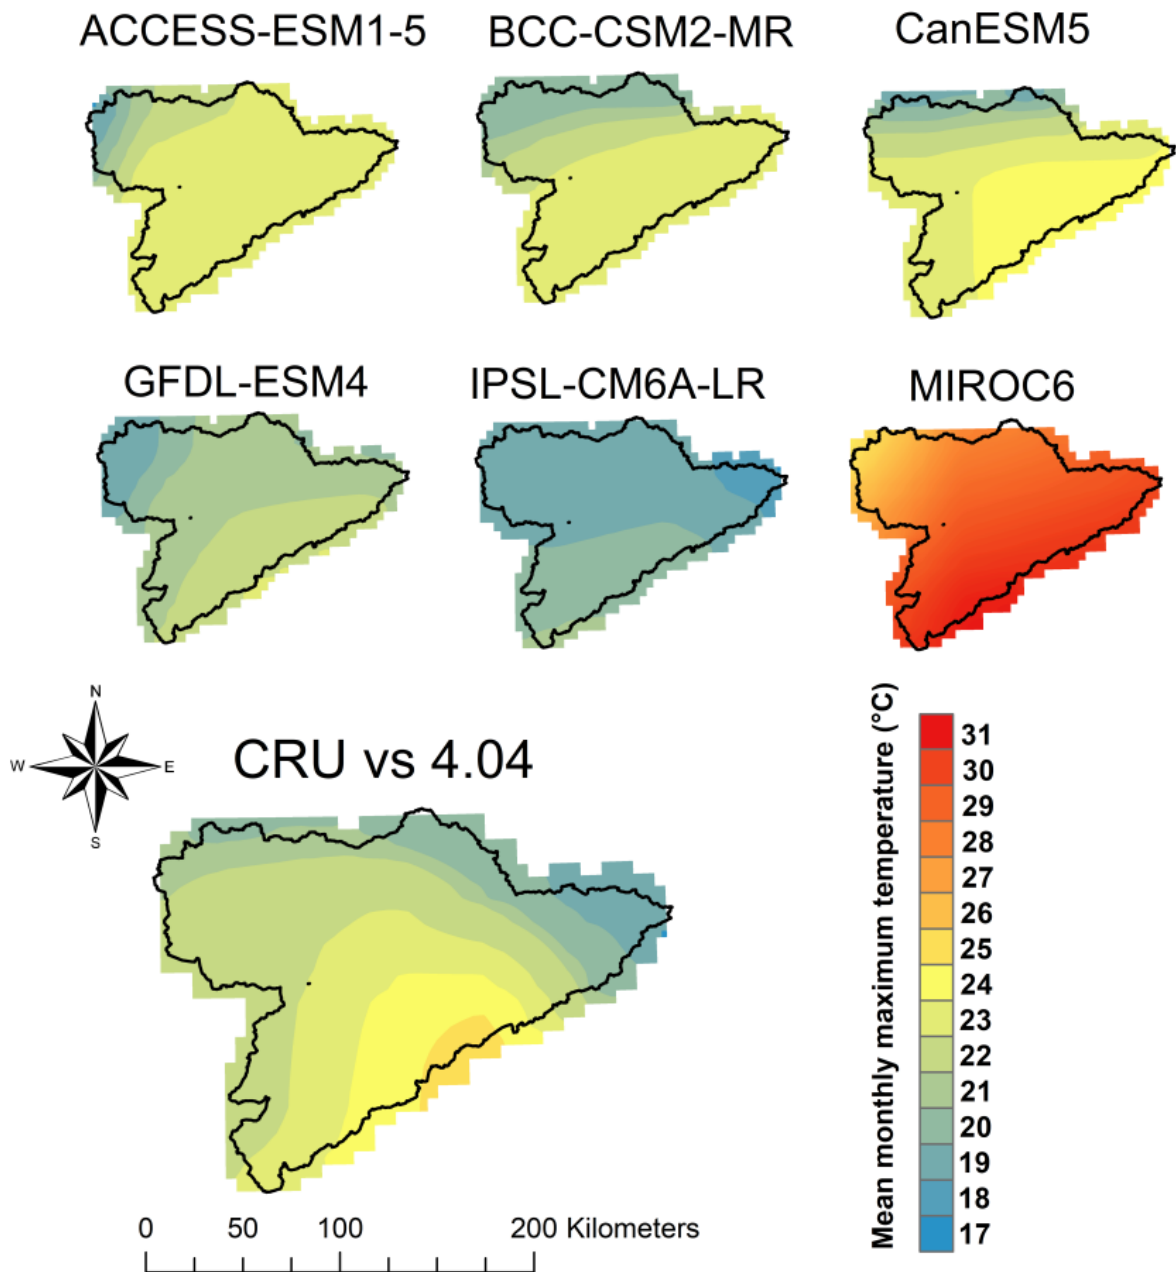 ACCESS-ESM1-5
BCC-CSM2-MR
CanESM5
GFDL-ESM4
IPSL-CM6A-LR
MIROC6
N
W
E
S
CRU vs 4.04
Mean monthly maximum temperature (°C)
31
30
29
28
27
26
25
24
23
22
21
20
19
18
17
0 50 100 200 Kilometers